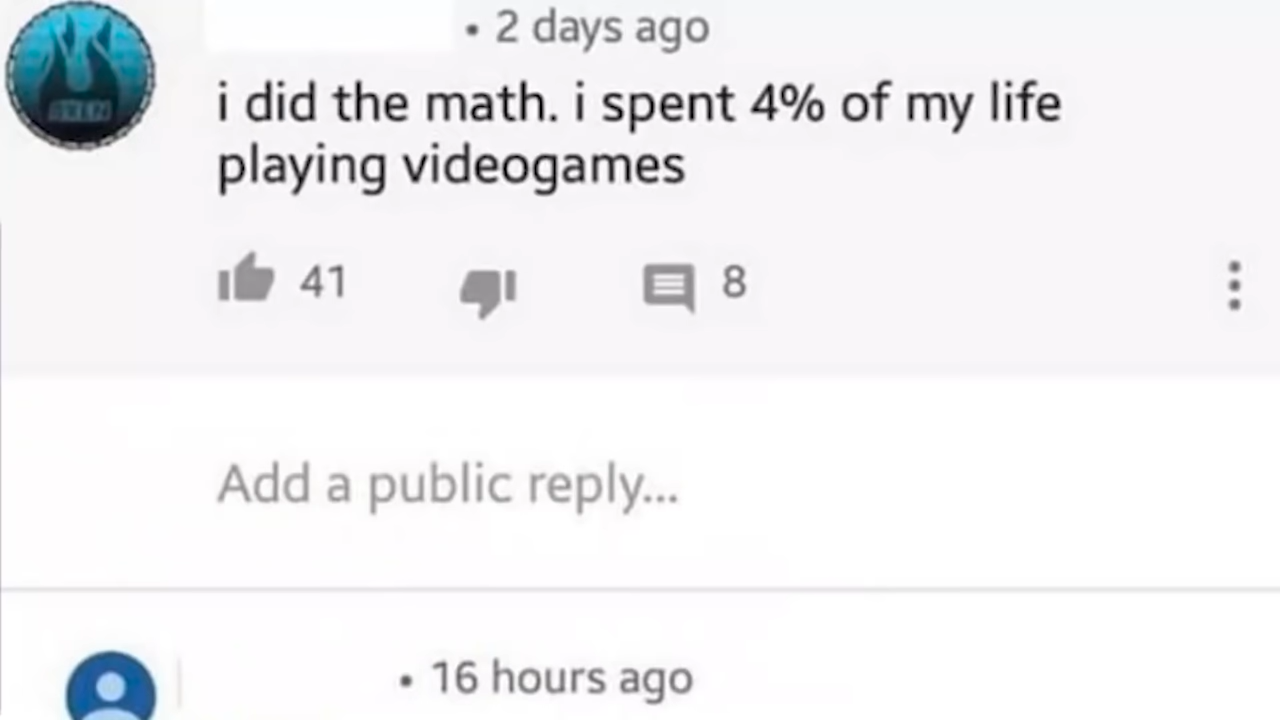 • 2 days ago
i did the math. i spent 4% of my life
playing videogames
41 8
Add a public reply...
• 16 hours ago